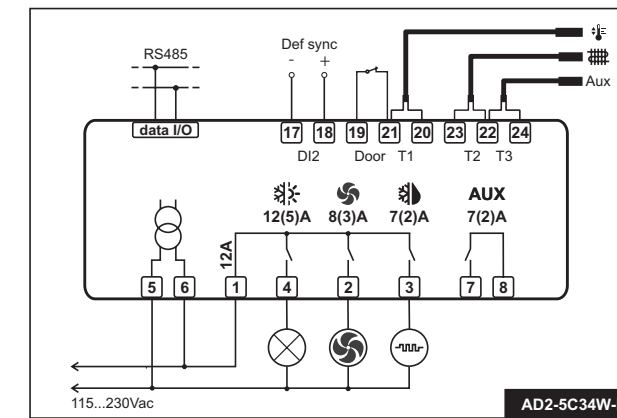 RS485
Def sync
- +
Aux
data I/O
17 18 19 21 20 23 22 24
DI2 Door T1 T2 T3
AUX
12(5)A 8(3)A 7(2)A 7(2)A
12A
5 6 1 4 2 3 7 8
115...230Vac
AD2-5C34W-